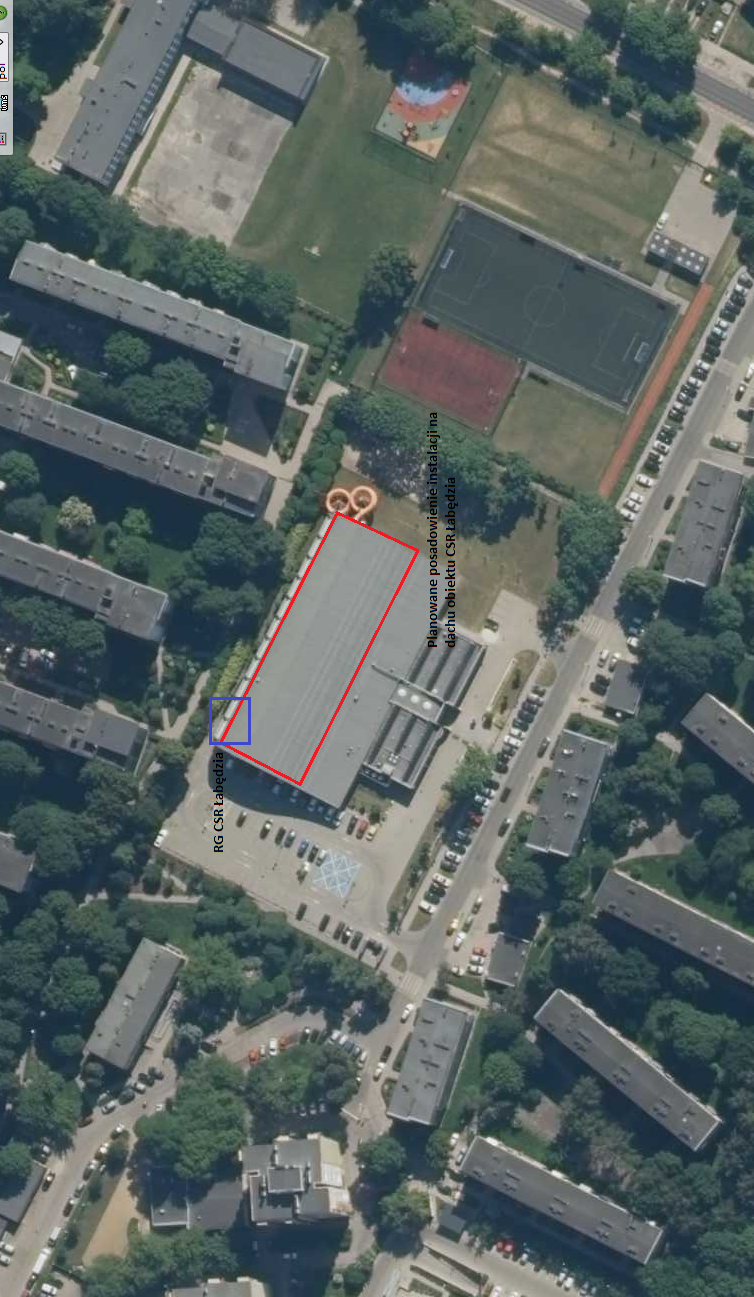 Planowane posadowienie instalacji na
dachu obiektu CSR Łabędzia
RG CSR Łabędzia